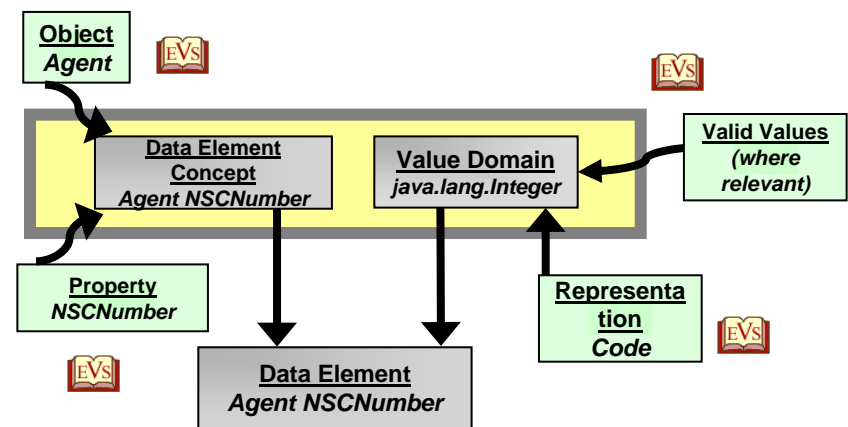 Object
Agent
EVS
EVS
Data Element
Concept
Agent NSCNumber
Value Domain
java.lang.Integer
Valid Values
(where
relevant)
Property
NSCNumber
Representa
tion
Code
EVS
EVS
Data Element
Agent NSCNumber